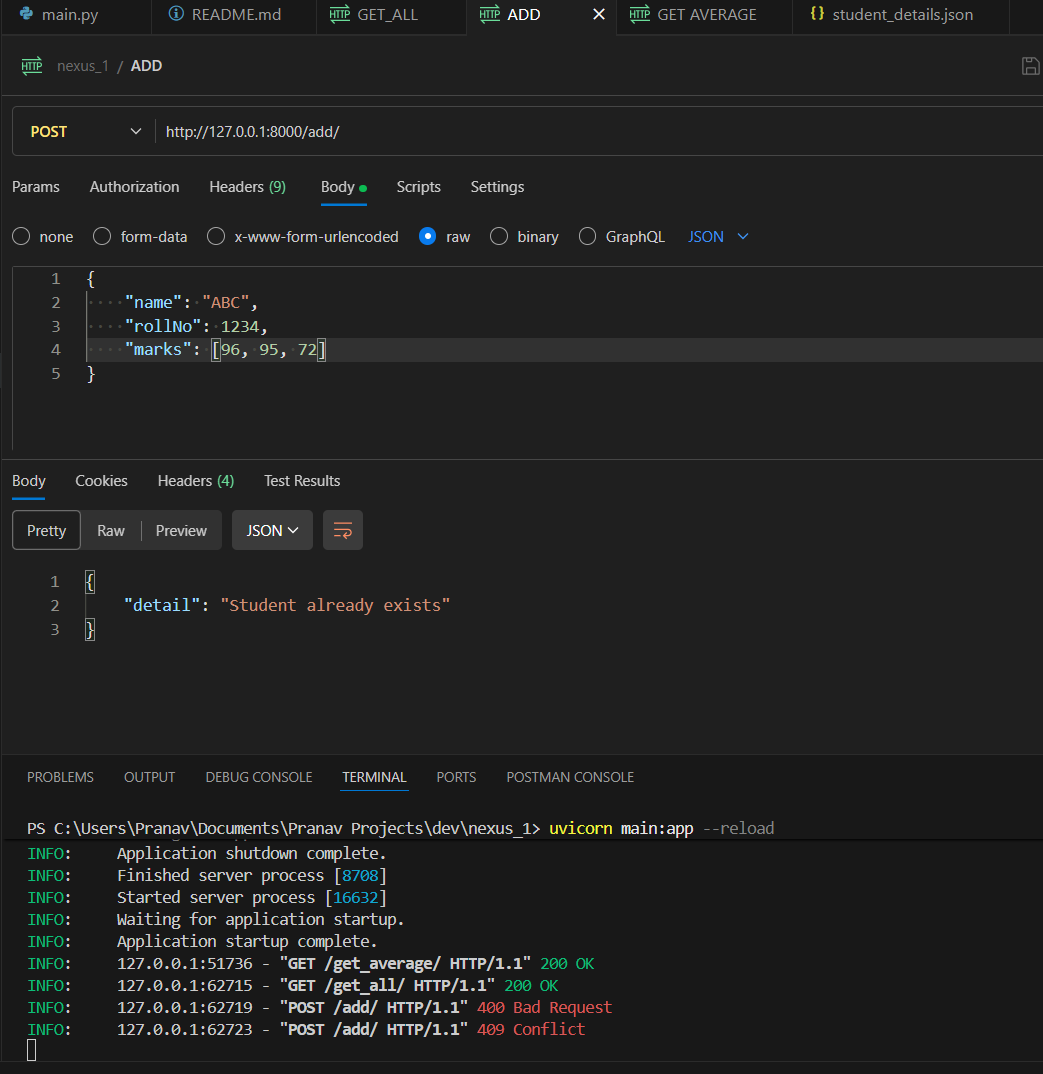 main.py README.md HTTP GET_ALL HTTP ADD HTTP GET AVERAGE {} student_details.json
HTTP nexus_1 / ADD
POST http://127.0.0.1:8000/add/
Params Authorization Headers (9) Body Scripts Settings
none form-data x-www-form-urlencoded raw binary GraphQL JSON
1 {
2 "name": "ABC",
3 "rollNo": 1234,
4 "marks": [96, 95, 72]
5 }
Body Cookies Headers (4) Test Results
Pretty Raw Preview JSON
1 {
2 "detail": "Student already exists"
3 }
PROBLEMS OUTPUT DEBUG CONSOLE TERMINAL PORTS POSTMAN CONSOLE
PS C:\Users\Pranav\Documents\Pranav Projects\dev\nexus_1> uvicorn main:app --reload
INFO: Application shutdown complete.
INFO: Finished server process [8708]
INFO: Started server process [16632]
INFO: Waiting for application startup.
INFO: Application startup complete.
INFO: 127.0.0.1:51736 - "GET /get_average/ HTTP/1.1" 200 OK
INFO: 127.0.0.1:62715 - "GET /get_all/ HTTP/1.1" 200 OK
INFO: 127.0.0.1:62719 - "POST /add/ HTTP/1.1" 400 Bad Request
INFO: 127.0.0.1:62723 - "POST /add/ HTTP/1.1" 409 Conflict